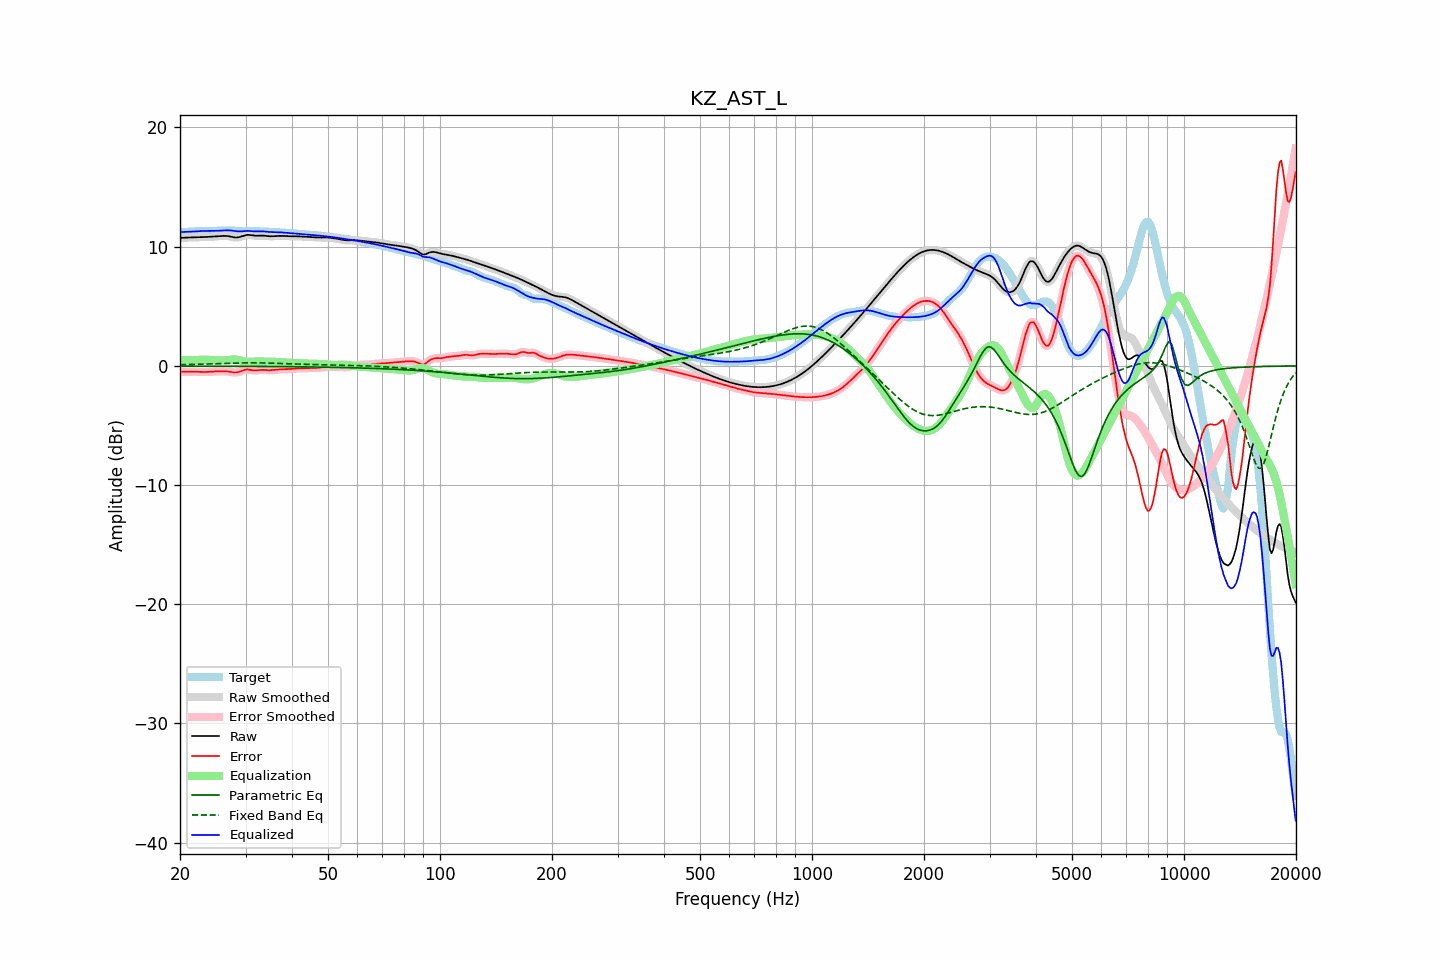 KZ_AST_L
20
10
0
−10
−20
−30
−40
Amplitude (dBr)
Target
Raw Smoothed
Error Smoothed
Raw
Error
Equalization
Parametric Eq
Fixed Band Eq
Equalized
20 50 100 200 500 1000 2000 5000 10000 20000
Frequency (Hz)